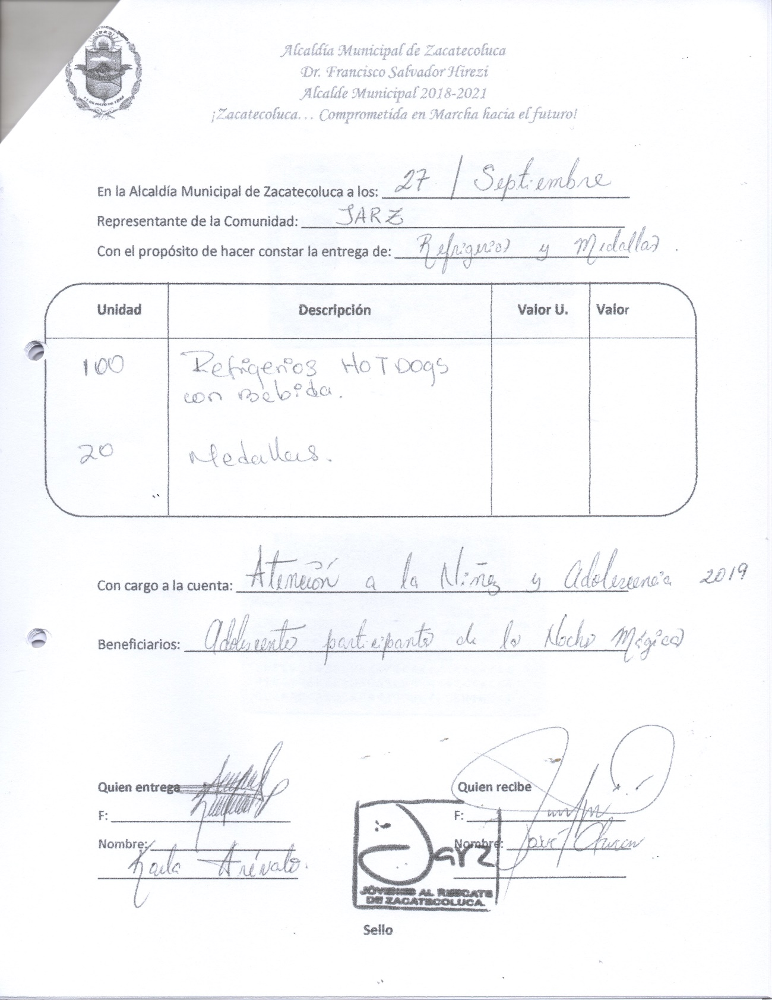 Alcaldía Municipal de Zacatecoluca
Dr. Francisco Salvador Hirezi
Alcalde Municipal 2018-2021
¡Zacatecoluca... Comprometida en Marcha hacia el futuro!
En la Alcaldía Municipal de Zacatecoluca a los: 27 / Septiembre
Representante de la Comunidad: JARZ
Con el propósito de hacer constar la entrega de: Refrigerios y Medallas.
Unidad Descripción Valor U. Valor
100 Refrigerios HOT DOGS
con Bebida.
20 Medallas.
Con cargo a la cuenta: Atención a la Niñez y Adolescencia 2019
Beneficiarios: Adolescentes participantes de la Noche Mágica
Quien entrega Quien recibe
F: F:
Nombre: Nombre:
Karla Arévalo.
Jarz
JÓVENES AL RESCATE
DE ZACATECOLUCA.
Sello